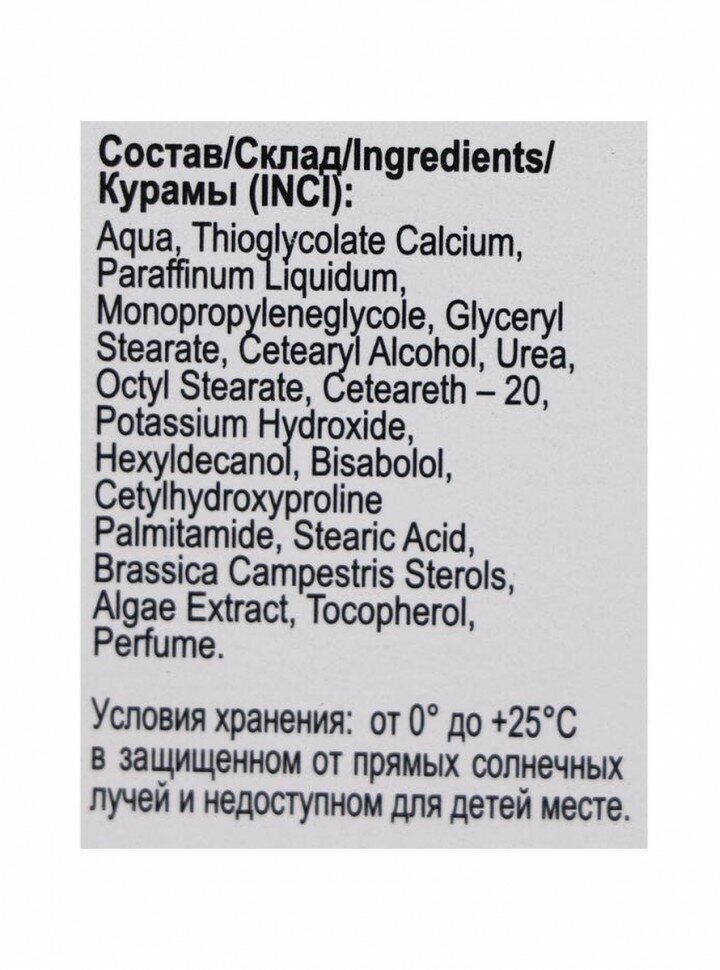 Состав/Склад/Ingredients/
Курамы (INCI):
Aqua, Thioglycolate Calcium,
Paraffinum Liquidum,
Monopropyleneglycole, Glyceryl
Stearate, Cetearyl Alcohol, Urea,
Octyl Stearate, Ceteareth – 20,
Potassium Hydroxide,
Hexyldecanol, Bisabolol,
Cetylhydroxyproline
Palmitamide, Stearic Acid,
Brassica Campestris Sterols,
Algae Extract, Tocopherol,
Perfume.
Условия хранения: от 0° до +25°C
в защищенном от прямых солнечных
лучей и недоступном для детей месте.